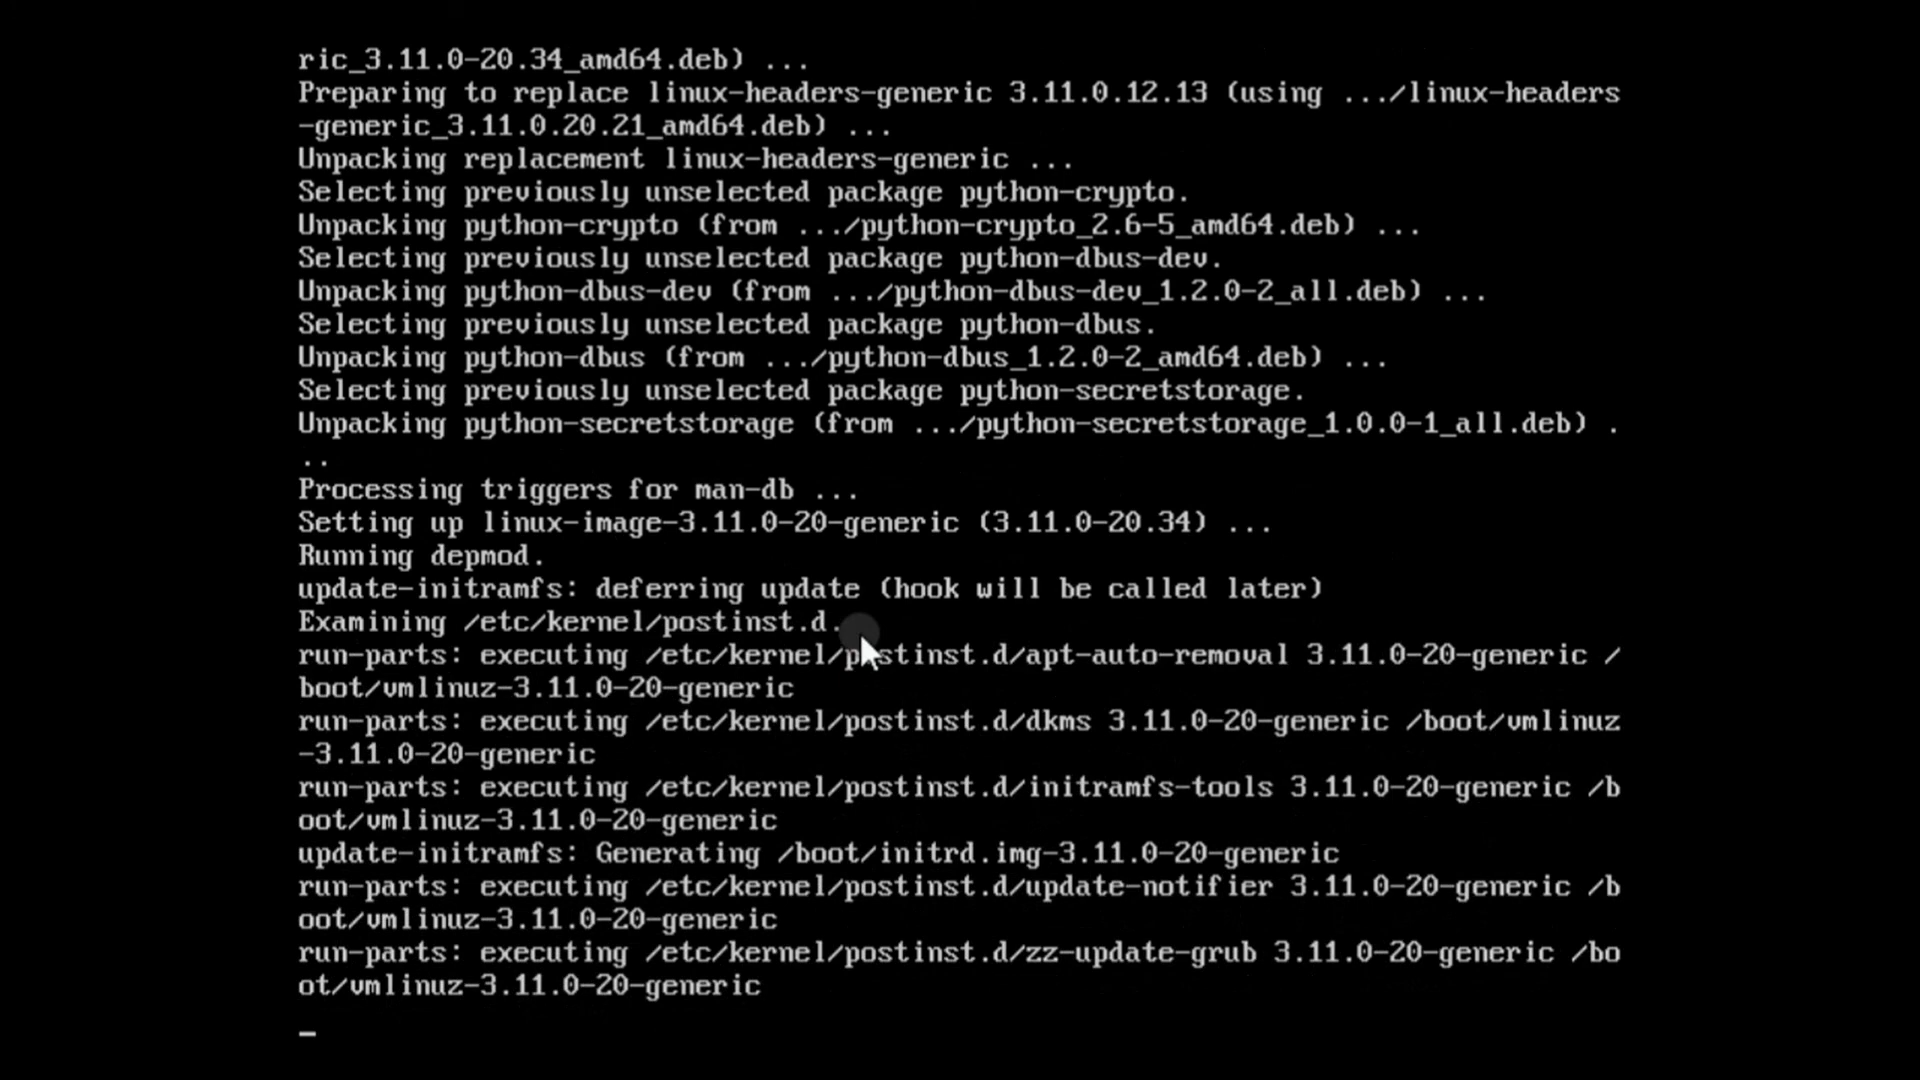 ric_3.11.0-20.34_amd64.deb) ...
Preparing to replace linux-headers-generic 3.11.0.12.13 (using .../linux-headers
-generic_3.11.0.20.21_amd64.deb) ...
Unpacking replacement linux-headers-generic ...
Selecting previously unselected package python-crypto.
Unpacking python-crypto (from .../python-crypto_2.6-5_amd64.deb) ...
Selecting previously unselected package python-dbus-dev.
Unpacking python-dbus-dev (from .../python-dbus-dev_1.2.0-2_all.deb) ...
Selecting previously unselected package python-dbus.
Unpacking python-dbus (from .../python-dbus_1.2.0-2_amd64.deb) ...
Selecting previously unselected package python-secretstorage.
Unpacking python-secretstorage (from .../python-secretstorage_1.0.0-1_all.deb) .
..
Processing triggers for man-db ...
Setting up linux-image-3.11.0-20-generic (3.11.0-20.34) ...
Running depmod.
update-initramfs: deferring update (hook will be called later)
Examining /etc/kernel/postinst.d.
run-parts: executing /etc/kernel/postinst.d/apt-auto-removal 3.11.0-20-generic /
boot/vmlinuz-3.11.0-20-generic
run-parts: executing /etc/kernel/postinst.d/dkms 3.11.0-20-generic /boot/vmlinuz
-3.11.0-20-generic
run-parts: executing /etc/kernel/postinst.d/initramfs-tools 3.11.0-20-generic /b
oot/vmlinuz-3.11.0-20-generic
update-initramfs: Generating /boot/initrd.img-3.11.0-20-generic
run-parts: executing /etc/kernel/postinst.d/update-notifier 3.11.0-20-generic /b
oot/vmlinuz-3.11.0-20-generic
run-parts: executing /etc/kernel/postinst.d/zz-update-grub 3.11.0-20-generic /bo
ot/vmlinuz-3.11.0-20-generic